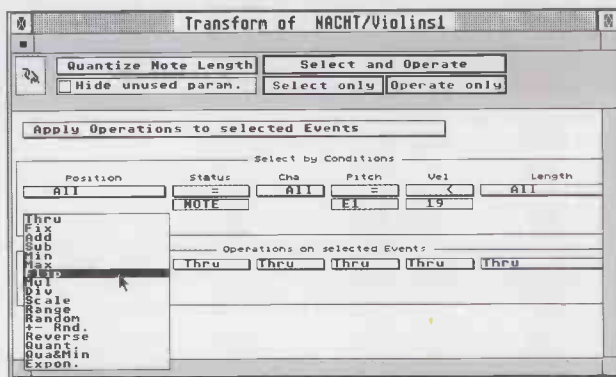 Transform of NACHT/Violins1
Quantize Note Length
Select and Operate
Hide unused param.
Select only
Operate only
Apply Operations to selected Events
Select by Conditions
Position Status Cha Pitch Vel Length
All = All = < All
NOTE E1 19
Operations on selected Events
Thru Thru Thru Thru Thru
Thru
Fix
Add
Sub
Min
Max
Flip
Mul
Div
Scale
Range
Random
+- Rnd.
Reverse
Quant.
Qua&Min
Expon.